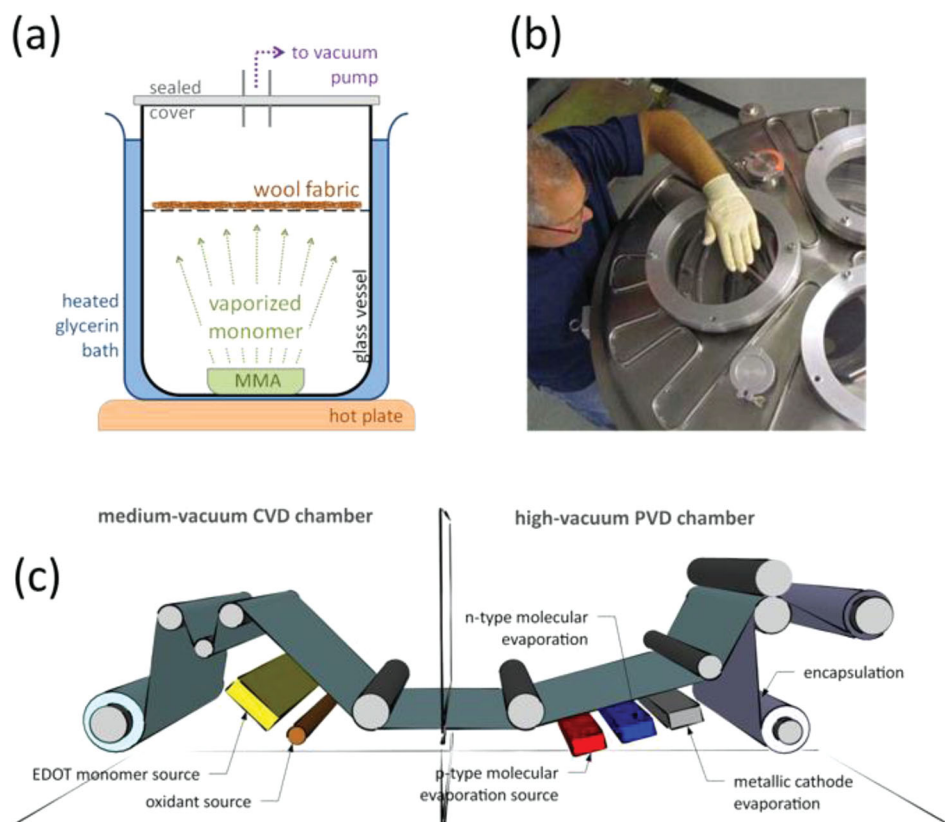 (a)
to vacuum
pump
sealed
cover
wool fabric
heated
glycerin
bath
vaporized
monomer
glass vessel
MMA
hot plate
(b)
medium-vacuum CVD chamber
high-vacuum PVD chamber
(c)
n-type molecular
evaporation
encapsulation
EDOT monomer source
oxidant source
p-type molecular
evaporation source
metallic cathode
evaporation